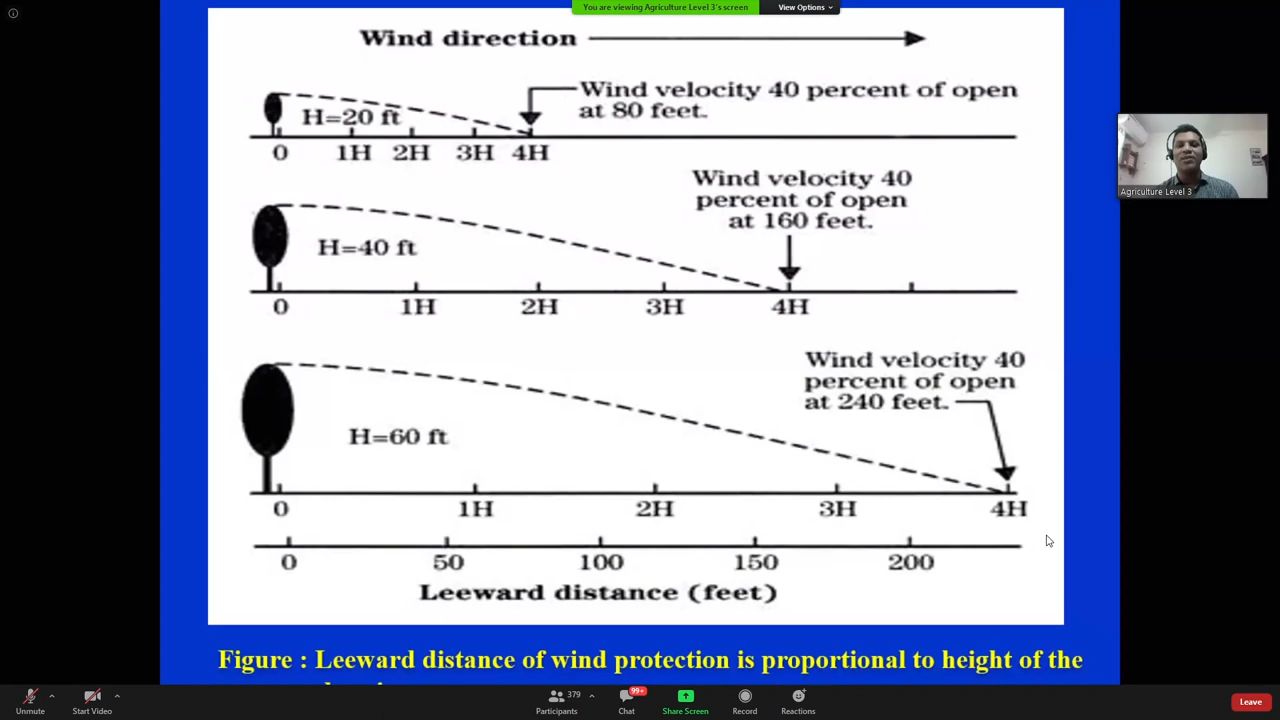 You are viewing Agriculture Level 3's screen
View Options
Wind direction
Wind velocity 40 percent of open
at 80 feet.
H=20 ft
0 1H 2H 3H 4H
Wind velocity 40
percent of open
at 160 feet.
H=40 ft
0 1H 2H 3H 4H
Wind velocity 40
percent of open
at 240 feet.
H=60 ft
0 1H 2H 3H 4H
0 50 100 150 200
Leeward distance (feet)
Figure : Leeward distance of wind protection is proportional to height of the
Agriculture Level 3
Unmute
Start Video
379
Participants
99+
Chat
Share Screen
Record
Reactions
Leave